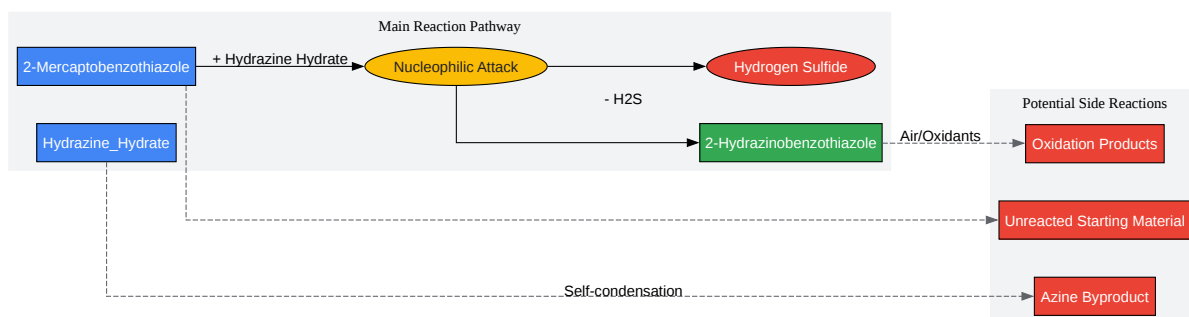 Main Reaction Pathway
2-Mercaptobenzothiazole
+ Hydrazine Hydrate
Nucleophilic Attack
Hydrogen Sulfide
- H2S
Hydrazine_Hydrate
2-Hydrazinobenzothiazole
Air/Oxidants
Potential Side Reactions
Oxidation Products
Unreacted Starting Material
Self-condensation
Azine Byproduct